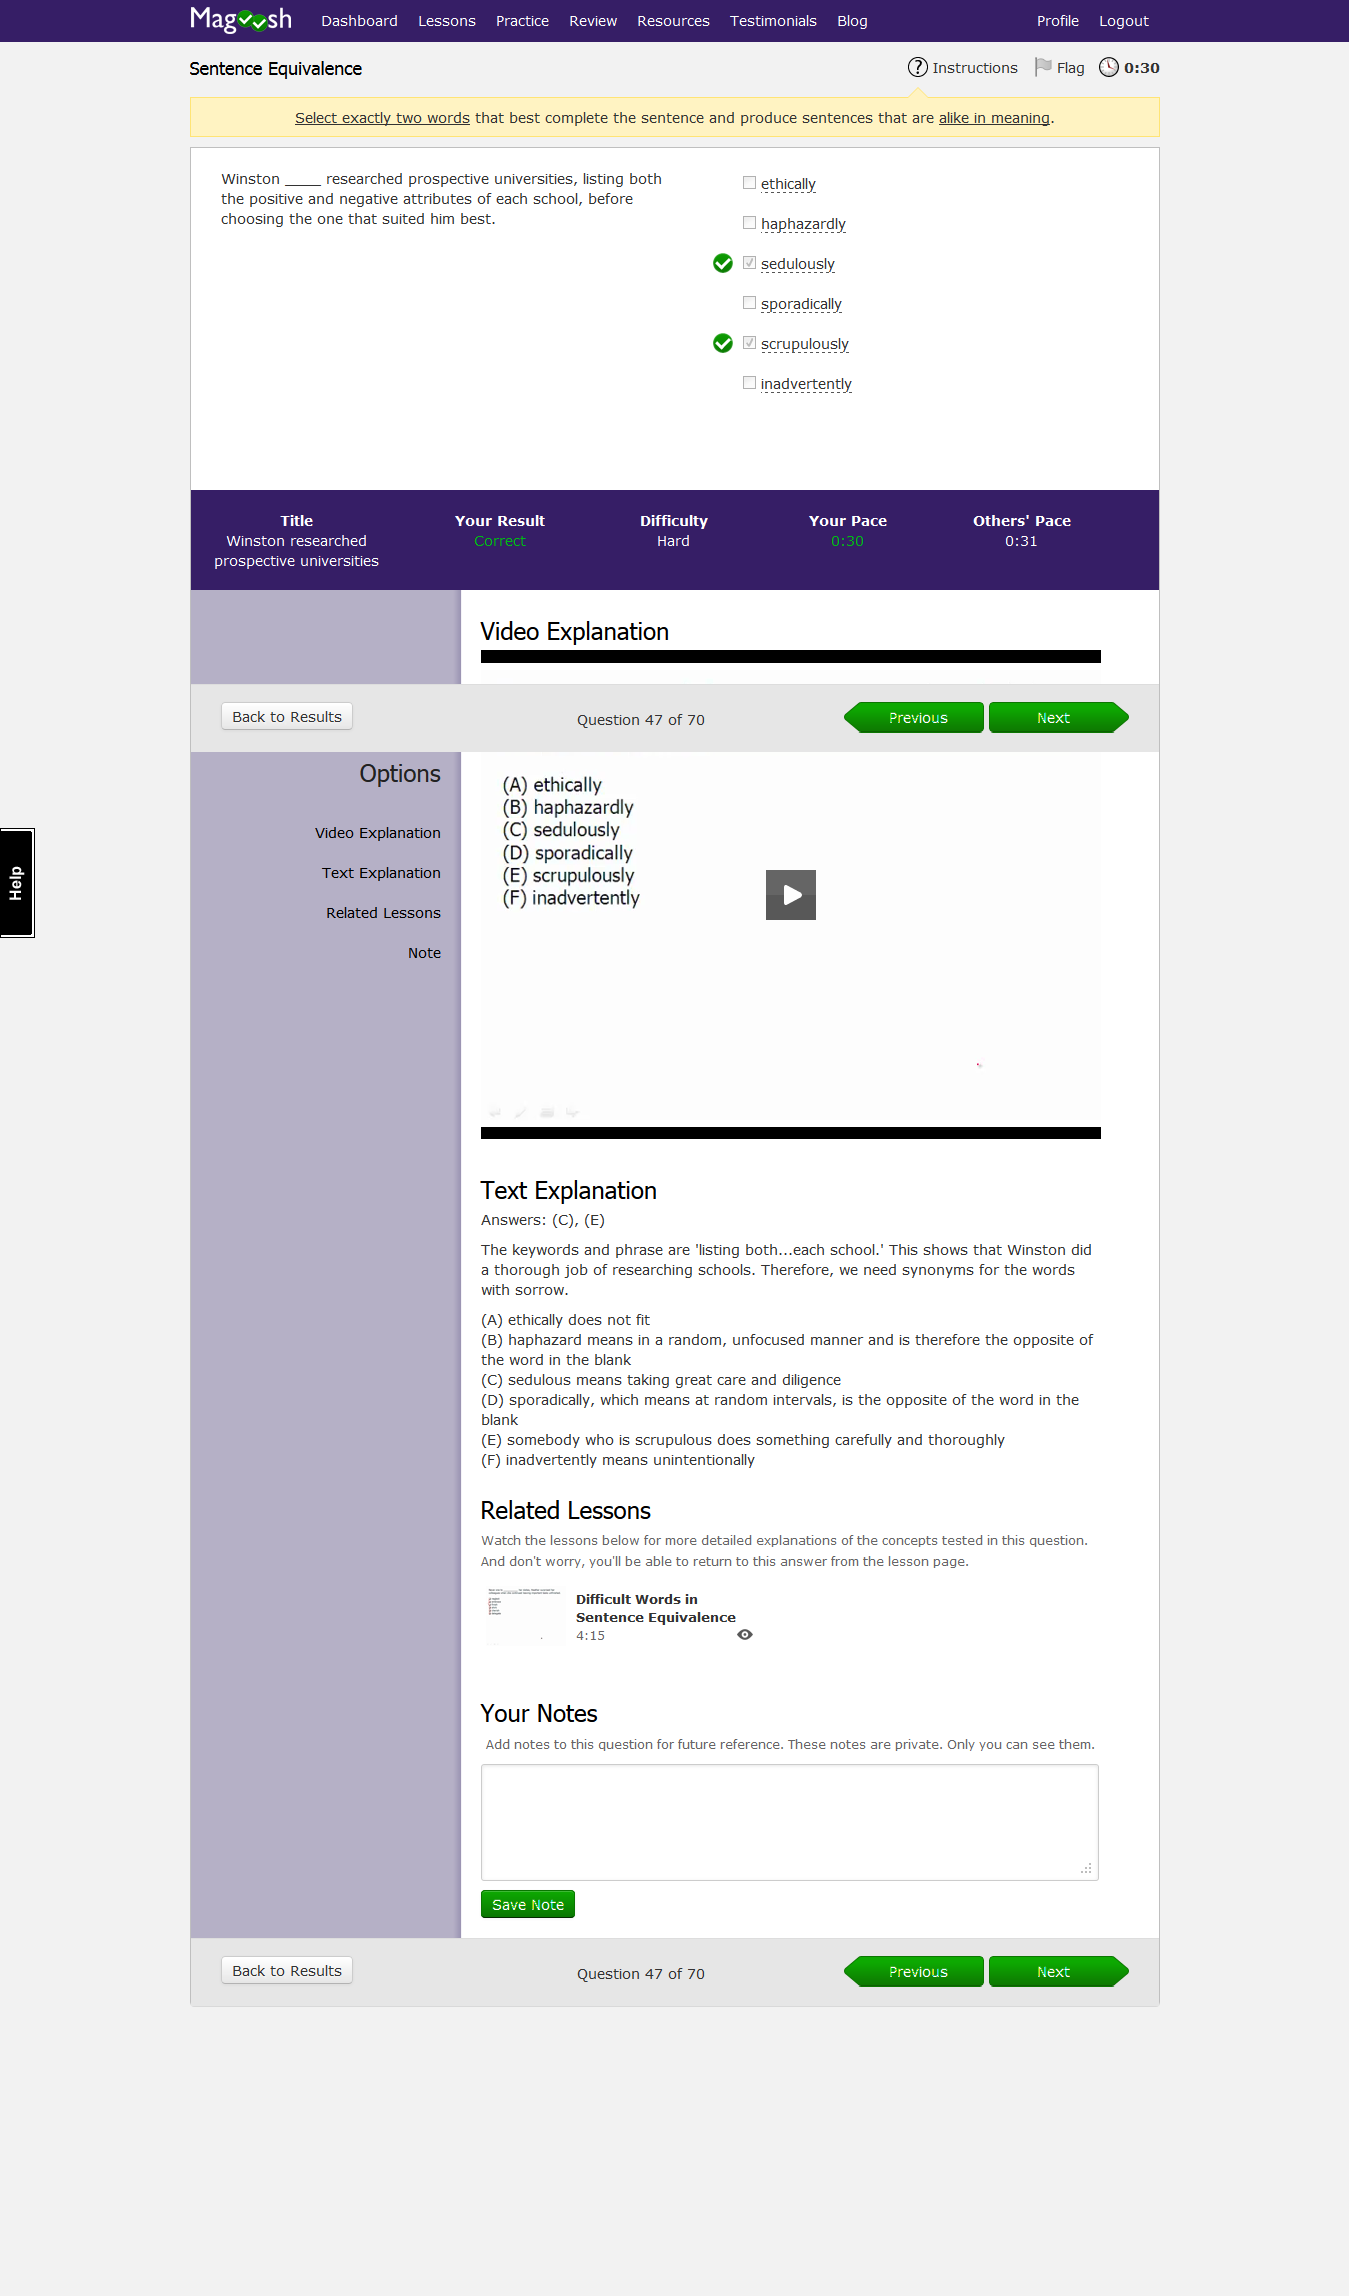 Magoosh Dashboard Lessons Practice Review Resources Testimonials Blog Profile Logout
Sentence Equivalence
Instructions Flag 0:30
Select exactly two words that best complete the sentence and produce sentences that are alike in meaning.
Winston _____ researched prospective universities, listing both
the positive and negative attributes of each school, before
choosing the one that suited him best.
ethically
haphazardly
sedulously
sporadically
scrupulously
inadvertently
Title
Winston researched
prospective universities
Your Result
Correct
Difficulty
Hard
Your Pace
0:30
Others' Pace
0:31
Video Explanation
Back to Results Question 47 of 70 Previous Next
Options
Video Explanation
Text Explanation
Related Lessons
Note
Help
(A) ethically
(B) haphazardly
(C) sedulously
(D) sporadically
(E) scrupulously
(F) inadvertently
Text Explanation
Answers: (C), (E)
The keywords and phrase are 'listing both...each school.' This shows that Winston did
a thorough job of researching schools. Therefore, we need synonyms for the words
with sorrow.
(A) ethically does not fit
(B) haphazard means in a random, unfocused manner and is therefore the opposite of
the word in the blank
(C) sedulous means taking great care and diligence
(D) sporadically, which means at random intervals, is the opposite of the word in the
blank
(E) somebody who is scrupulous does something carefully and thoroughly
(F) inadvertently means unintentionally
Related Lessons
Watch the lessons below for more detailed explanations of the concepts tested in this question.
And don't worry, you'll be able to return to this answer from the lesson page.
Difficult Words in
Sentence Equivalence
4:15
Your Notes
Add notes to this question for future reference. These notes are private. Only you can see them.
Save Note
Back to Results Question 47 of 70 Previous Next